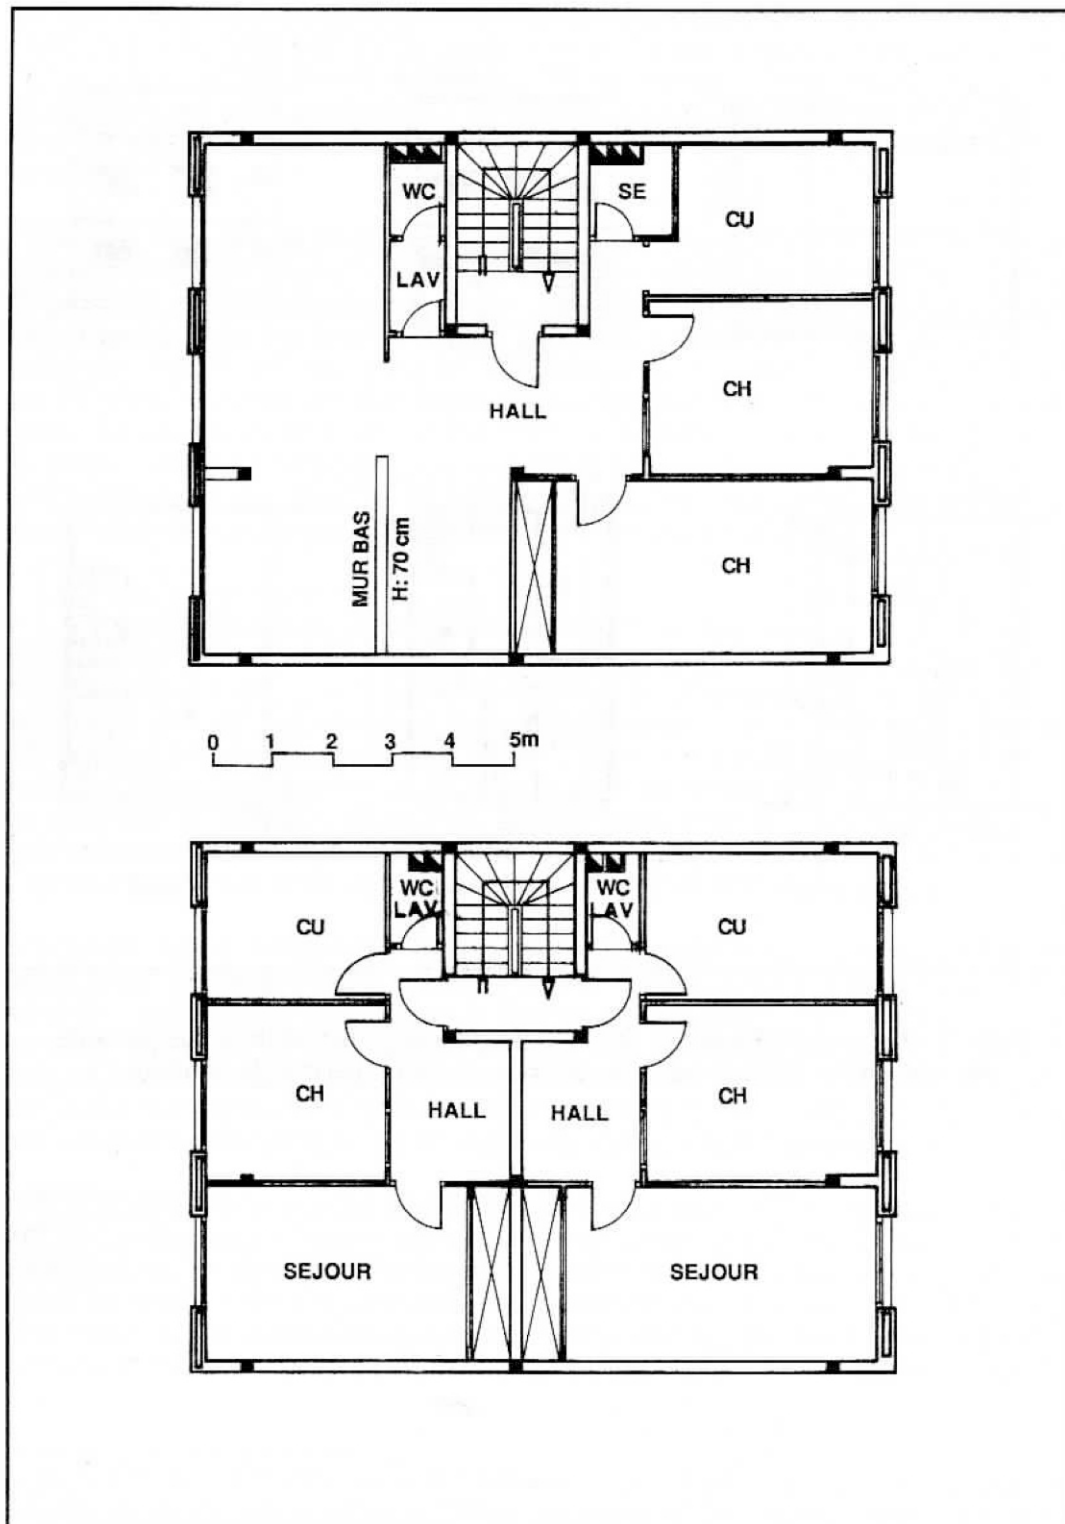 WC
SE
CU
LAV
CH
HALL
MUR BAS
H: 70 cm
CH
0 1 2 3 4 5m
WC
LAV
WC
LAV
CU
CU
CH
HALL
HALL
CH
SEJOUR
SEJOUR